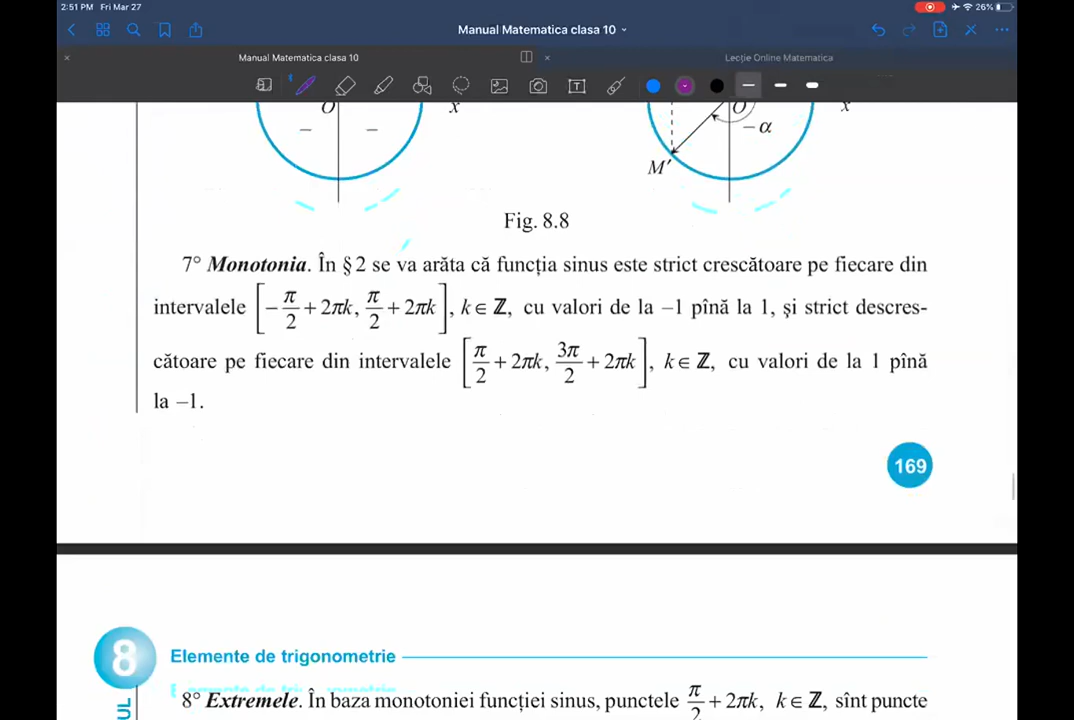 2:51 PM Fri Mar 27
26%
Manual Matematica clasa 10
Manual Matematica clasa 10
Lecție Online Matematica
O x O x
− − −α
M′
Fig. 8.8
7° Monotonia. În § 2 se va arăta că funcția sinus este strict crescătoare pe fiecare din
intervalele [−π/2 + 2πk, π/2 + 2πk], k ∈ ℤ, cu valori de la −1 pînă la 1, și strict descres-
cătoare pe fiecare din intervalele [π/2 + 2πk, 3π/2 + 2πk], k ∈ ℤ, cu valori de la 1 pînă
la −1.
169
8 Elemente de trigonometrie
8° Extremele. În baza monotoniei funcției sinus, punctele π/2 + 2πk, k ∈ ℤ, sînt puncte